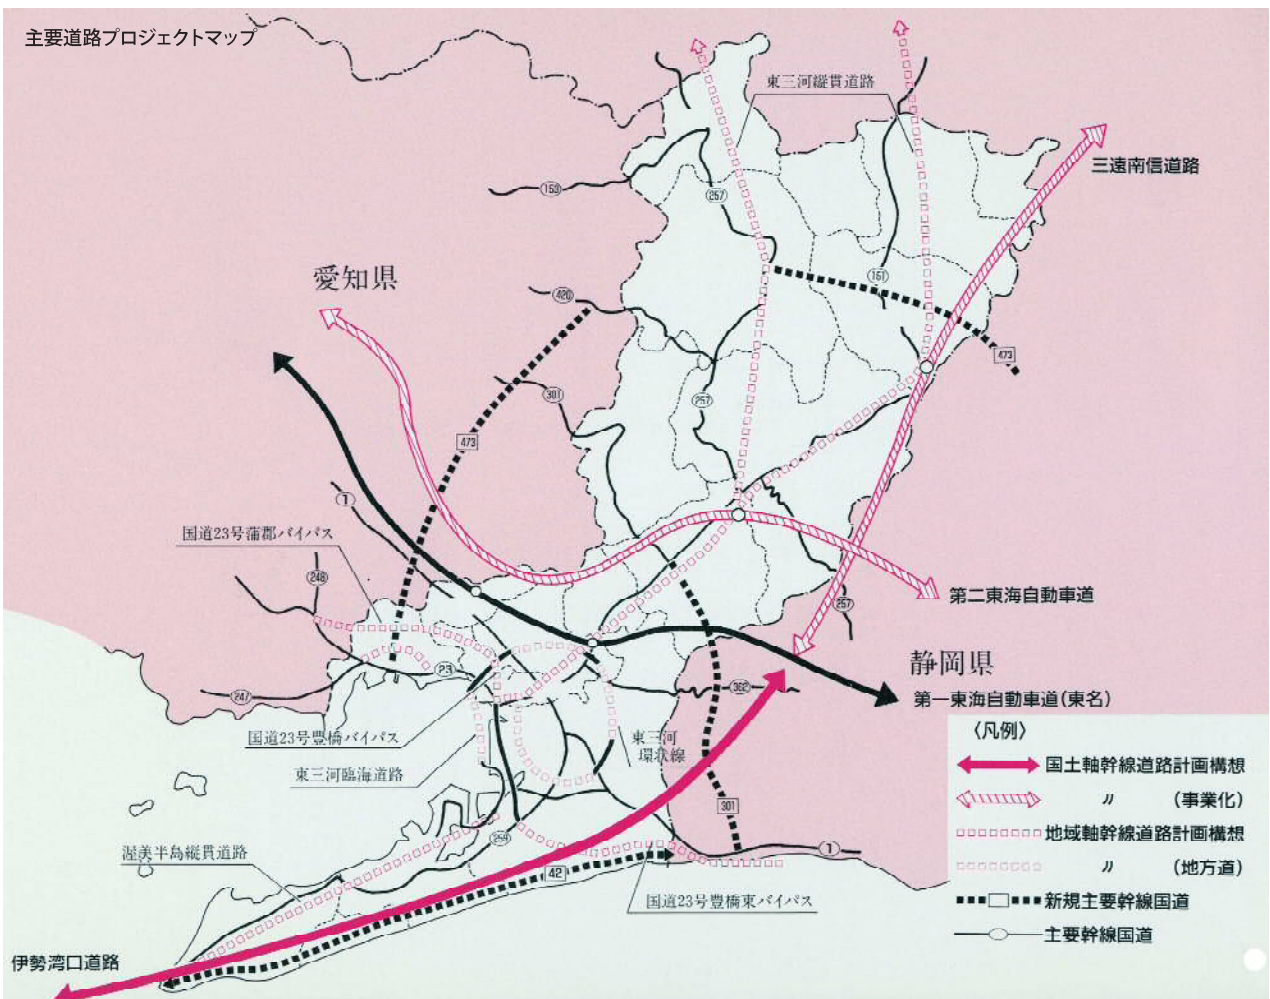 主要道路プロジェクトマップ
東三河縦貫道路
三遠南信道路
153
257
愛知県
151
420
473
301
257
473
1
国道23号蒲郡バイパス
248
第二東海自動車道
257
静岡県
23
247
362
第一東海自動車道(東名)
国道23号豊橋バイパス
東三河
環状線
東三河臨海道路
301
259
1
渥美半島縦貫道路
42
国道23号豊橋東バイパス
伊勢湾口道路
〈凡例〉
国土軸幹線道路計画構想
〃 (事業化)
地域軸幹線道路計画構想
〃 (地方道)
新規主要幹線国道
主要幹線国道